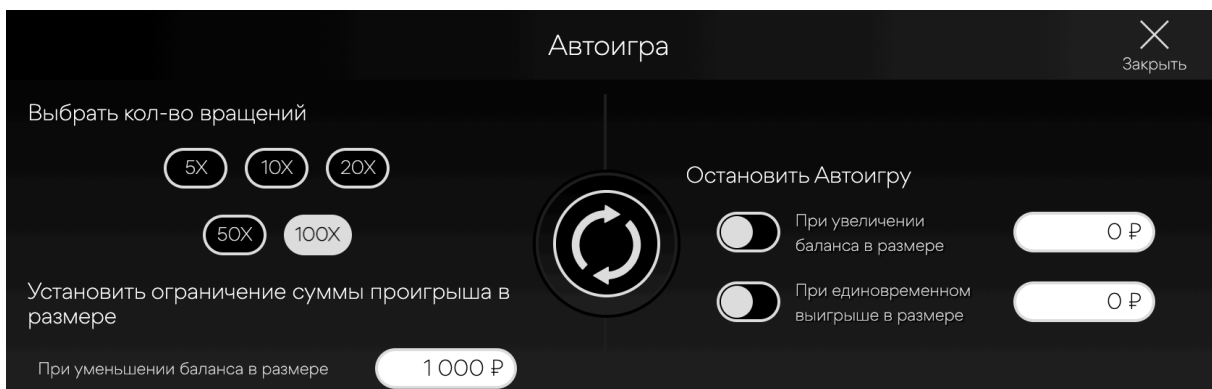 Автоигра
Закрыть
Выбрать кол-во вращений
5X 10X 20X
50X 100X
Установить ограничение суммы проигрыша в
размере
При уменьшении баланса в размере 1 000 ₽
Остановить Автоигру
При увеличении
баланса в размере
0 ₽
При единовременном
выигрыше в размере
0 ₽